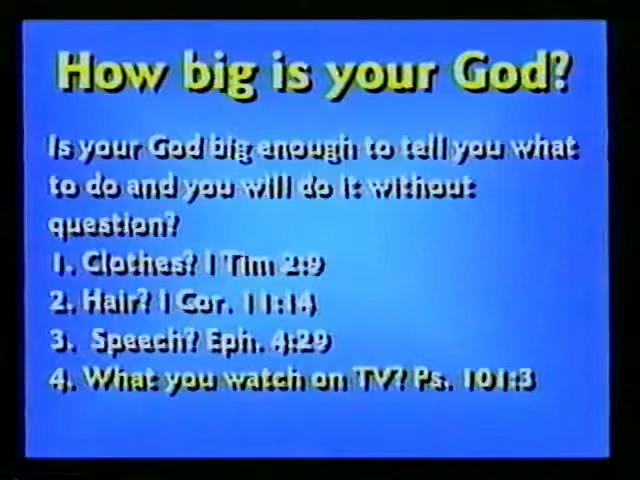 How big is your God?
Is your God big enough to tell you what
to do and you will do it without
question?
1. Clothes? I Tim 2:9
2. Hair? I Cor. 11:14
3. Speech? Eph. 4:29
4. What you watch on TV? Ps. 101:3